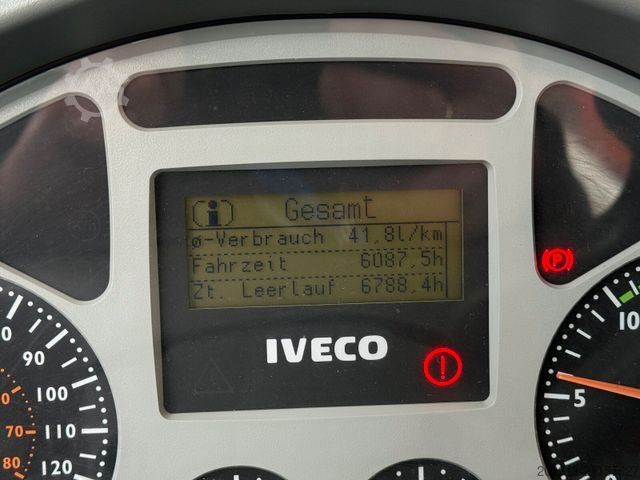 (i) Gesamt
ø-Verbrauch 41,8l/km
Fahrzeit 6087,5h
Zt. Leerlauf 6788,4h
IVECO
(P)
(!)
90
100
110
120
70
80
10
5